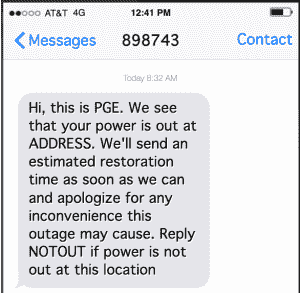 AT&T 4G 12:41 PM
Messages 898743 Contact
Today 8:32 AM
Hi, this is PGE. We see
that your power is out at
ADDRESS. We'll send an
estimated restoration
time as soon as we can
and apologize for any
inconvenience this
outage may cause. Reply
NOTOUT if power is not
out at this location